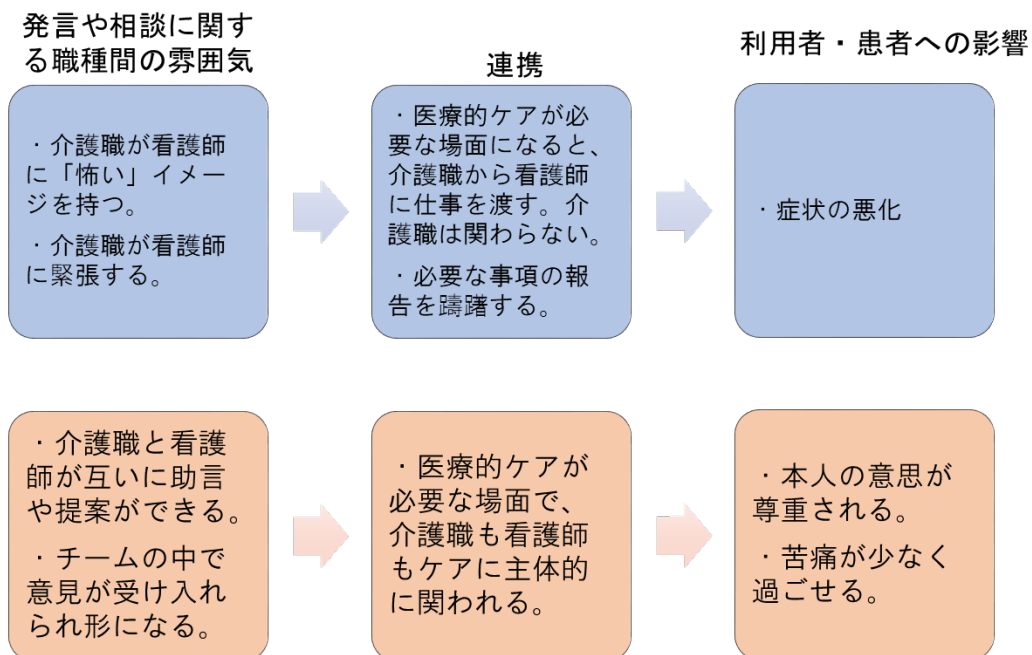 発言や相談に関す
る職種間の雰囲気
連携
利用者・患者への影響
・介護職が看護師
に「怖い」イメー
ジを持つ。
・介護職が看護師
に緊張する。
・医療的ケアが必
要な場面になると、
介護職から看護師
に仕事を渡す。介
護職は関わらない。
・必要な事項の報
告を躊躇する。
・症状の悪化
・介護職と看護
師が互いに助言
や提案ができる。
・チームの中で
意見が受け入れ
られ形になる。
・医療的ケアが
必要な場面で、
介護職も看護師
もケアに主体的
に関われる。
・本人の意思が
尊重される。
・苦痛が少なく
過ごせる。